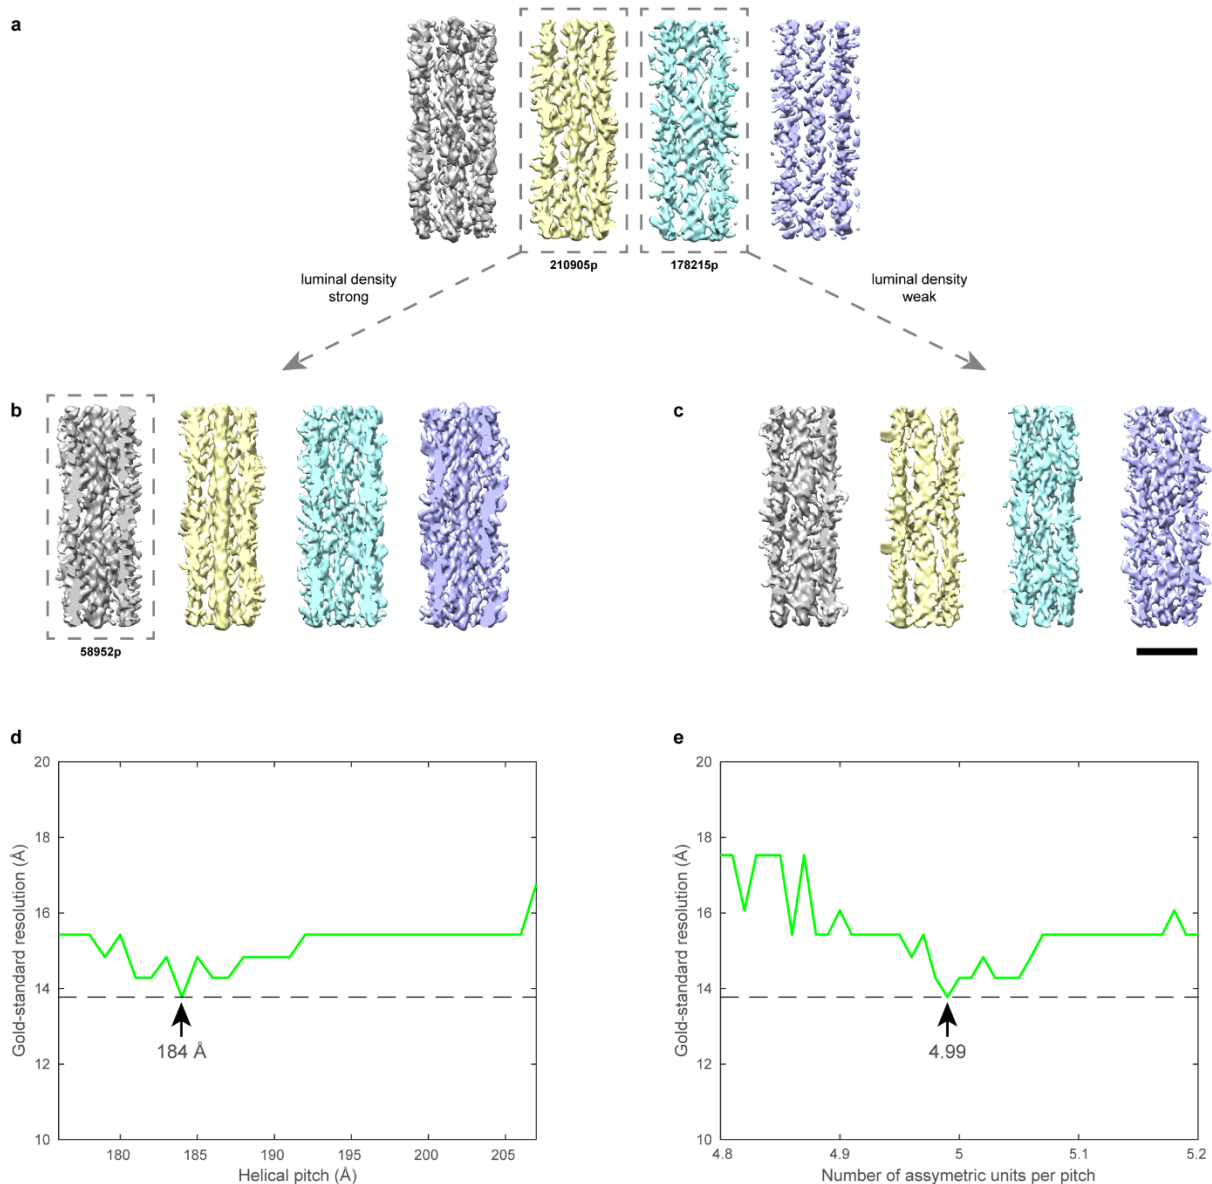 a
210905p
178215p
luminal density
strong
luminal density
weak
b
c
58952p
d
e
20
18
16
14
12
10
Gold-standard resolution (Å)
184 Å
180
185
190
195
200
205
Helical pitch (Å)
20
18
16
14
12
10
Gold-standard resolution (Å)
4.99
4.8
4.9
5
5.1
5.2
Number of assymetric units per pitch